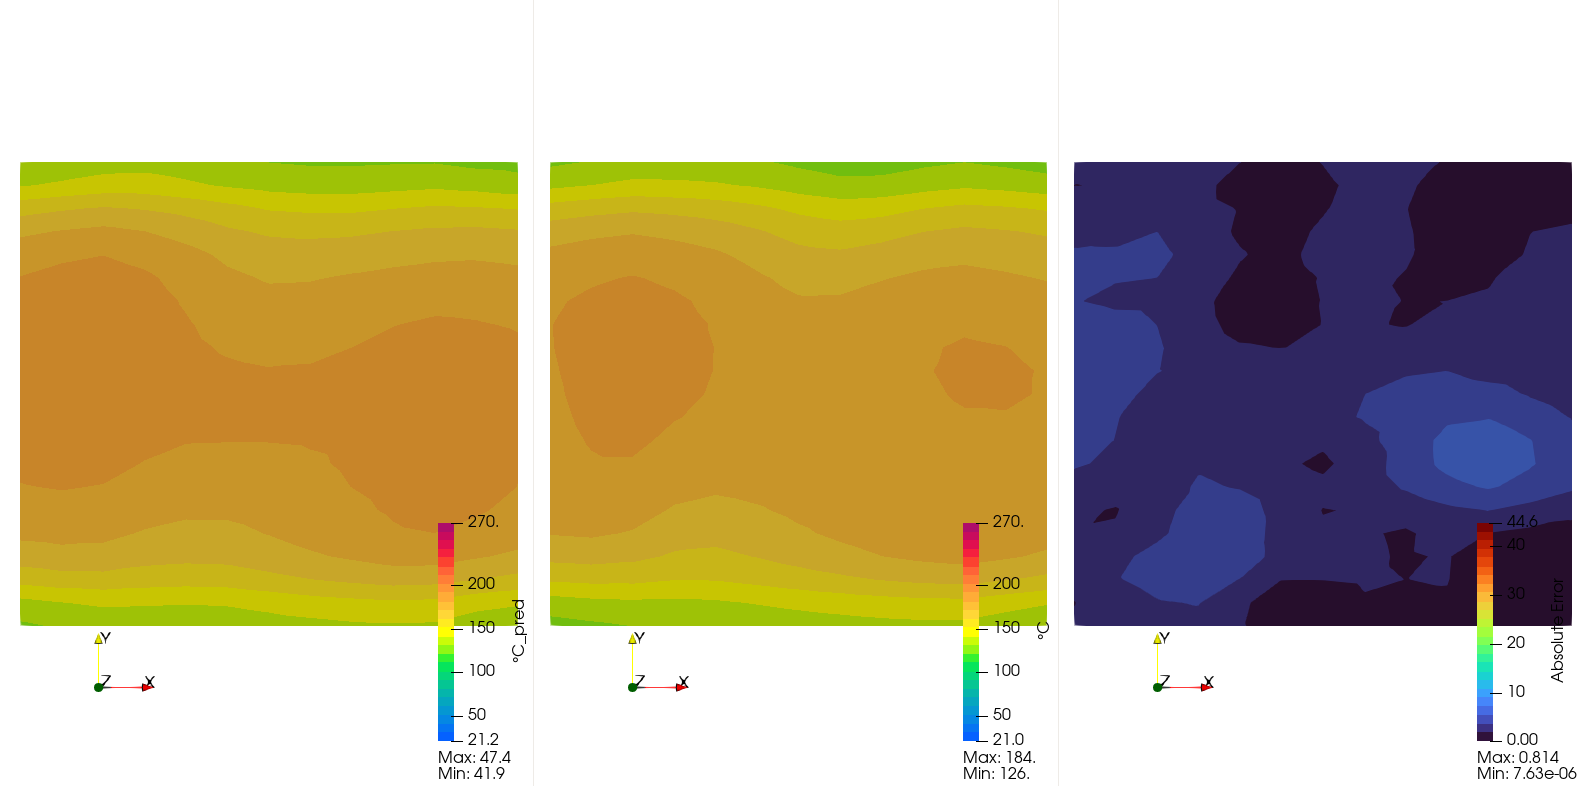 270.
200
150
100
50
21.2
°C_pred
Max: 47.4
Min: 41.9
Y
Z
X
270.
200
150
100
50
21.0
°C
Max: 184.
Min: 126.
Y
Z
X
44.6
40
30
20
10
0.00
Absolute Error
Max: 0.814
Min: 7.63e-06
Y
Z
X